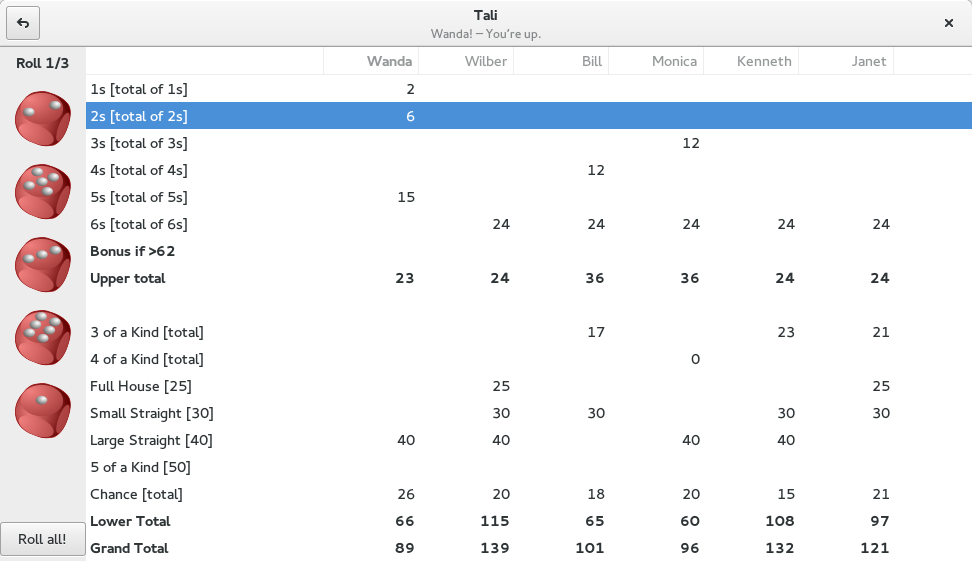 Tali
Wanda! — You're up.
Roll 1/3
Wanda Wilber Bill Monica Kenneth Janet
1s [total of 1s] 2
2s [total of 2s] 6
3s [total of 3s] 12
4s [total of 4s] 12
5s [total of 5s] 15
6s [total of 6s] 24 24 24 24 24
Bonus if >62
Upper total 23 24 36 36 24 24
3 of a Kind [total] 17 23 21
4 of a Kind [total] 0
Full House [25] 25 25
Small Straight [30] 30 30 30 30
Large Straight [40] 40 40 40 40
5 of a Kind [50]
Chance [total] 26 20 18 20 15 21
Lower Total 66 115 65 60 108 97
Grand Total 89 139 101 96 132 121
Roll all!